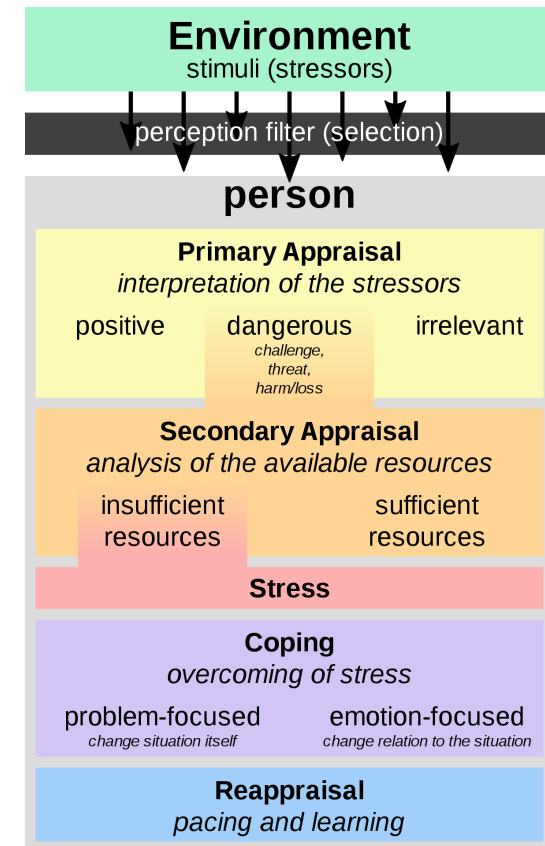 Environment
stimuli (stressors)
perception filter (selection)
person
Primary Appraisal
interpretation of the stressors
positive
dangerous
irrelevant
challenge,
threat,
harm/loss
Secondary Appraisal
analysis of the available resources
insufficient
resources
sufficient
resources
Stress
Coping
overcoming of stress
problem-focused
change situation itself
emotion-focused
change relation to the situation
Reappraisal
pacing and learning